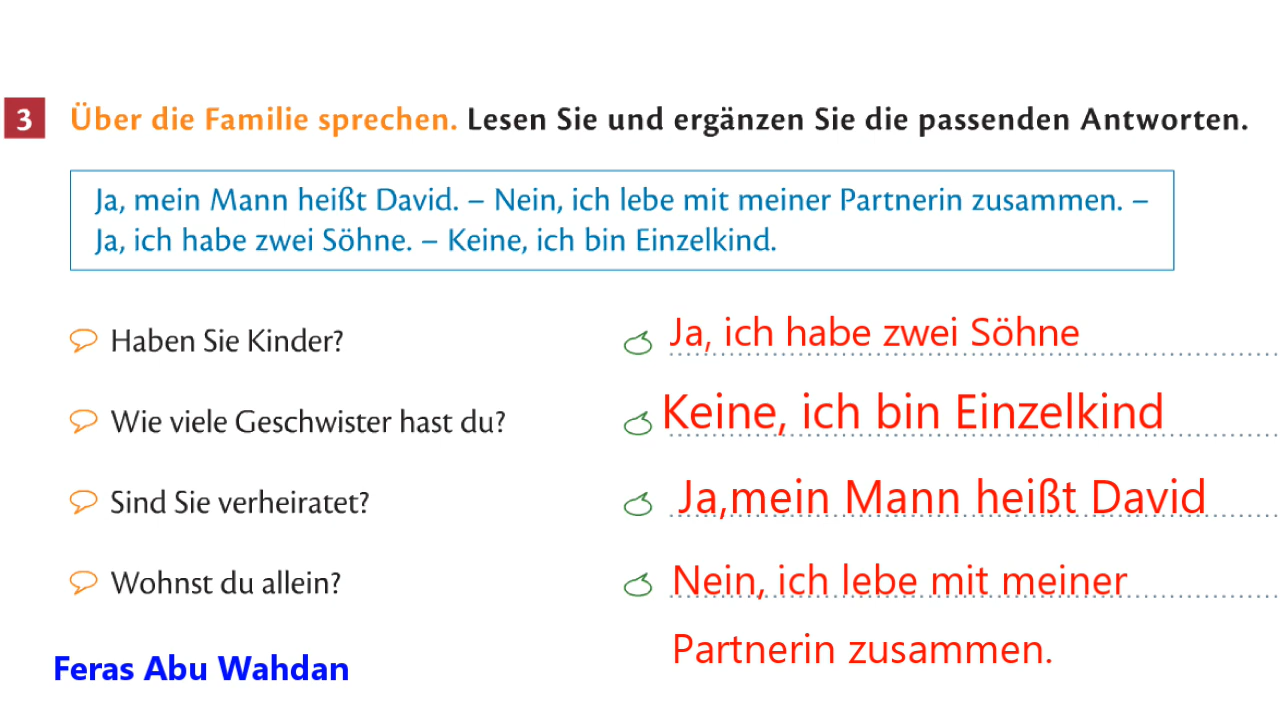 3 Über die Familie sprechen. Lesen Sie und ergänzen Sie die passenden Antworten.
Ja, mein Mann heißt David. – Nein, ich lebe mit meiner Partnerin zusammen. –
Ja, ich habe zwei Söhne. – Keine, ich bin Einzelkind.
Haben Sie Kinder? Ja, ich habe zwei Söhne
Wie viele Geschwister hast du? Keine, ich bin Einzelkind
Sind Sie verheiratet? Ja,mein Mann heißt David
Wohnst du allein? Nein, ich lebe mit meiner
Partnerin zusammen.
Feras Abu Wahdan